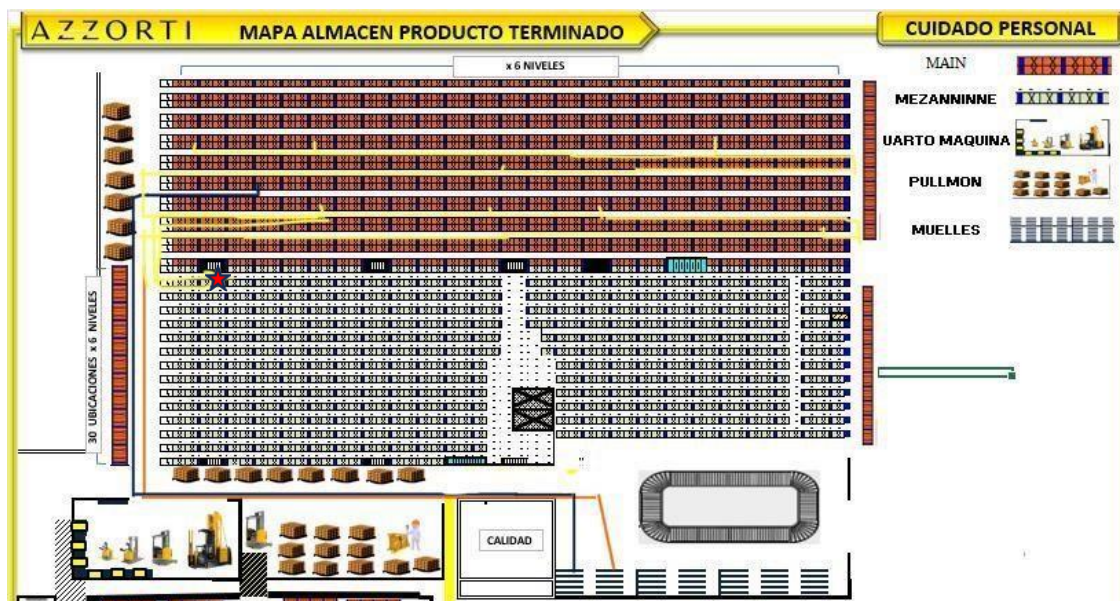 AZZORTI
MAPA ALMACEN PRODUCTO TERMINADO
CUIDADO PERSONAL
x 6 NIVELES
MAIN
MEZANNINNE
UARTO MAQUINA
PULLMON
MUELLES
30 UBICACIONES x 6 NIVELES
CALIDAD